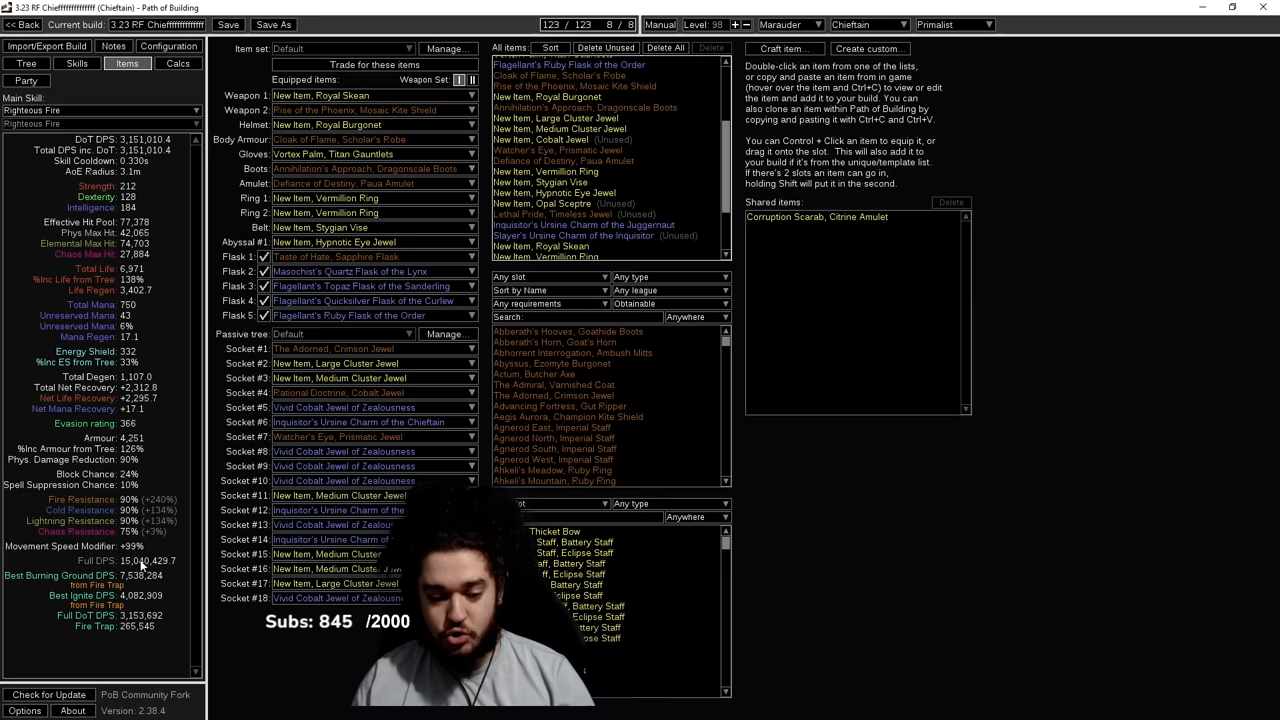 3.23 RF Chieffffffffffffff - Path of Building
<< Back
Current build:
3.23 RF Chieffffffffffffff
Save
Save As
123 / 123 8 / 8
Manual
Level: 98
Marauder
Chieftain
Primalist
Import/Export Build
Notes
Configuration
Tree
Skills
Items
Calcs
Party
Main Skill:
Righteous Fire
Righteous Fire
DoT DPS: 3,151,010.4
Total DPS inc. DoT: 3,151,010.4
Skill Cooldown: 0.330s
AoE Radius: 3.1m
Strength: 212
Dexterity: 128
Intelligence: 184
Effective Hit Pool: 77,378
Phys Max Hit: 42,065
Elemental Max Hit: 74,703
Chaos Max Hit: 27,884
Total Life: 6,971
%Inc Life from Tree: 138%
Life Regen: 3,402.7
Total Mana: 750
Unreserved Mana: 43
Unreserved Mana: 6%
Mana Regen: 17.1
Energy Shield: 332
%Inc ES from Tree: 33%
Total Degen: 1,107.0
Total Net Recovery: +2,312.8
Net Life Recovery: +2,295.7
Net Mana Recovery: +17.1
Evasion rating: 366
Armour: 4,251
%Inc Armour from Tree: 126%
Phys. Damage Reduction: 90%
Block Chance: 24%
Spell Suppression Chance: 10%
Fire Resistance: 90% (+240%)
Cold Resistance: 90% (+134%)
Lightning Resistance: 90% (+134%)
Chaos Resistance: 75% (+3%)
Movement Speed Modifier: +99%
Full DPS: 15,040,429.7
Best Burning Ground DPS: 7,538,284
from Fire Trap
Best Ignite DPS: 4,082,909
from Fire Trap
Full DoT DPS: 3,153,692
Fire Trap: 265,545
Check for Update
PoB Community Fork
Options
About
Version: 2.38.4
Item set: Default
Manage...
Trade for these items
Equipped items:
Weapon Set: I II
Weapon 1: New Item, Royal Skean
Weapon 2: Rise of the Phoenix, Mosaic Kite Shield
Helmet: New Item, Royal Burgonet
Body Armour: Cloak of Flame, Scholar's Robe
Gloves: Vortex Palm, Titan Gauntlets
Boots: Annihilation's Approach, Dragonscale Boots
Amulet: Defiance of Destiny, Paua Amulet
Ring 1: New Item, Vermillion Ring
Ring 2: New Item, Vermillion Ring
Belt: New Item, Stygian Vise
Abyssal #1: New Item, Hypnotic Eye Jewel
Flask 1: Taste of Hate, Sapphire Flask
Flask 2: Masochist's Quartz Flask of the Lynx
Flask 3: Flagellant's Topaz Flask of the Sanderling
Flask 4: Flagellant's Quicksilver Flask of the Curlew
Flask 5: Flagellant's Ruby Flask of the Order
Passive tree: Default
Manage...
Socket #1: The Adorned, Crimson Jewel
Socket #2: New Item, Large Cluster Jewel
Socket #3: New Item, Medium Cluster Jewel
Socket #4: Rational Doctrine, Cobalt Jewel
Socket #5: Vivid Cobalt Jewel of Zealousness
Socket #6: Inquisitor's Ursine Charm of the Chieftain
Socket #7: Watcher's Eye, Prismatic Jewel
Socket #8: Vivid Cobalt Jewel of Zealousness
Socket #9: Vivid Cobalt Jewel of Zealousness
Socket #10: Vivid Cobalt Jewel of Zealousness
Socket #11: New Item, Medium Cluster Jewel
Socket #12: Inquisitor's Ursine Charm of the
Socket #13: Vivid Cobalt Jewel of Zealous
Socket #14: Inquisitor's Ursine Charm of
Socket #15: New Item, Medium Cluster
Socket #16: New Item, Medium Cluster
Socket #17: New Item, Large Cluster Jewel
Socket #18: Vivid Cobalt Jewel of Zealousn
Subs: 845 /2000
All items:
Sort
Delete Unused
Delete All
Delete
Flagellant's Ruby Flask of the Order
Cloak of Flame, Scholar's Robe
Rise of the Phoenix, Mosaic Kite Shield
New Item, Royal Burgonet
Annihilation's Approach, Dragonscale Boots
New Item, Large Cluster Jewel
New Item, Medium Cluster Jewel
New Item, Cobalt Jewel (Unused)
Watcher's Eye, Prismatic Jewel
Defiance of Destiny, Paua Amulet
New Item, Vermillion Ring
New Item, Stygian Vise
New Item, Hypnotic Eye Jewel
New Item, Opal Sceptre (Unused)
Lethal Pride, Timeless Jewel (Unused)
Inquisitor's Ursine Charm of the Juggernaut
Slayer's Ursine Charm of the Inquisitor (Unused)
New Item, Royal Skean
New Item, Vermillion Ring
Any slot
Any type
Sort by Name
Any league
Any requirements
Obtainable
Search:
Anywhere
Abberath's Hooves, Goathide Boots
Abberath's Horn, Goat's Horn
Abhorrent Interrogation, Ambush Mitts
Abyssus, Ezomyte Burgonet
Actum, Butcher Axe
The Admiral, Varnished Coat
The Adorned, Crimson Jewel
Advancing Fortress, Gut Ripper
Aegis Aurora, Champion Kite Shield
Agnerod East, Imperial Staff
Agnerod North, Imperial Staff
Agnerod South, Imperial Staff
Agnerod West, Imperial Staff
Ahkeli's Meadow, Ruby Ring
Ahkeli's Mountain, Ruby Ring
ot
Any type
Anywhere
Thicket Bow
Staff, Battery Staff
Staff, Eclipse Staff
taff, Battery Staff
ff, Eclipse Staff
Battery Staff
Eclipse Staff
Battery Staff
Eclipse Staff
ttery Staff
pse Staff
Craft item...
Create custom...
Double-click an item from one of the lists,
or copy and paste an item from in game
(hover over the item and Ctrl+C) to view or edit
the item and add it to your build. You can
also clone an item within Path of Building by
copying and pasting it with Ctrl+C and Ctrl+V.
You can Control + Click an item to equip it, or
drag it onto the slot. This will also add it to
your build if it's from the unique/template list.
If there's 2 slots an item can go in,
holding Shift will put it in the second.
Shared items:
Delete
Corruption Scarab, Citrine Amulet